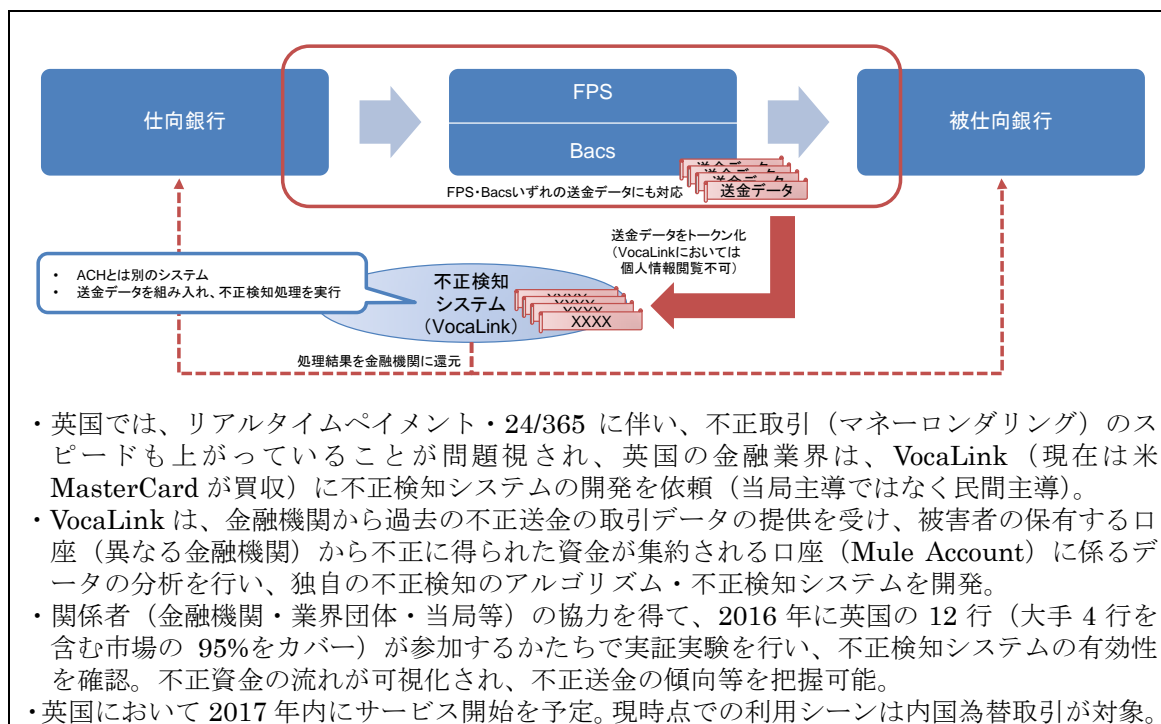 仕向銀行
FPS
Bacs
被仕向銀行
送金データ
送金データ
送金データ
送金データ
FPS・Bacsいずれの送金データにも対応
送金データをトークン化
（VocaLinkにおいては
個人情報閲覧不可）
• ACHとは別のシステム
• 送金データを組み入れ、不正検知処理を実行
不正検知
システム
（VocaLink）
XXXX
XXXX
XXXX
XXXX
処理結果を金融機関に還元
・英国では、リアルタイムペイメント・24/365 に伴い、不正取引（マネーロンダリング）のス
ピードも上がっていることが問題視され、英国の金融業界は、VocaLink（現在は米
MasterCard が買収）に不正検知システムの開発を依頼（当局主導ではなく民間主導）。
・VocaLink は、金融機関から過去の不正送金の取引データの提供を受け、被害者の保有する口
座（異なる金融機関）から不正に得られた資金が集約される口座（Mule Account）に係るデ
ータの分析を行い、独自の不正検知のアルゴリズム・不正検知システムを開発。
・関係者（金融機関・業界団体・当局等）の協力を得て、2016 年に英国の 12 行（大手 4 行を
含む市場の 95%をカバー）が参加するかたちで実証実験を行い、不正検知システムの有効性
を確認。不正資金の流れが可視化され、不正送金の傾向等を把握可能。
・英国において 2017 年内にサービス開始を予定。現時点での利用シーンは内国為替取引が対象。